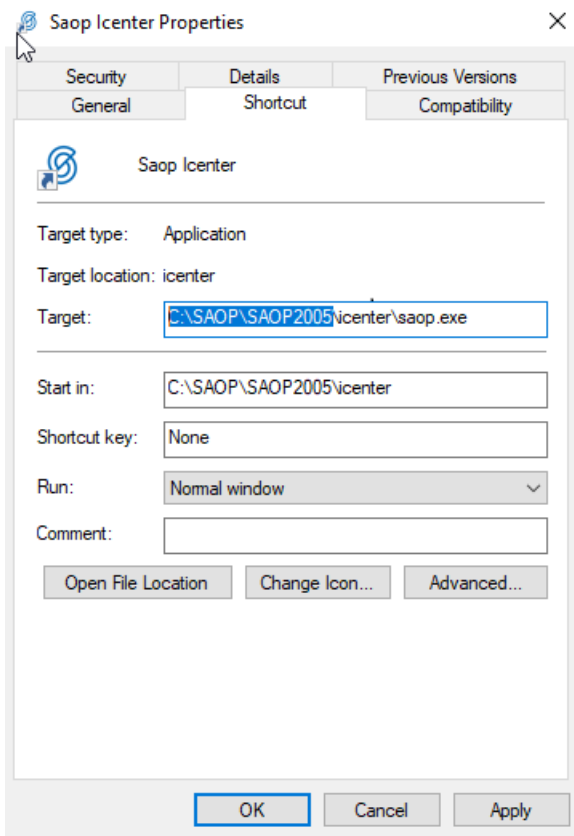 Saop Icenter Properties
Security Details Previous Versions
General Shortcut Compatibility
Saop Icenter
Target type: Application
Target location: icenter
Target: C:\SAOP\SAOP2005\icenter\saop.exe
Start in: C:\SAOP\SAOP2005\icenter
Shortcut key: None
Run: Normal window
Comment:
Open File Location Change Icon... Advanced...
OK Cancel Apply